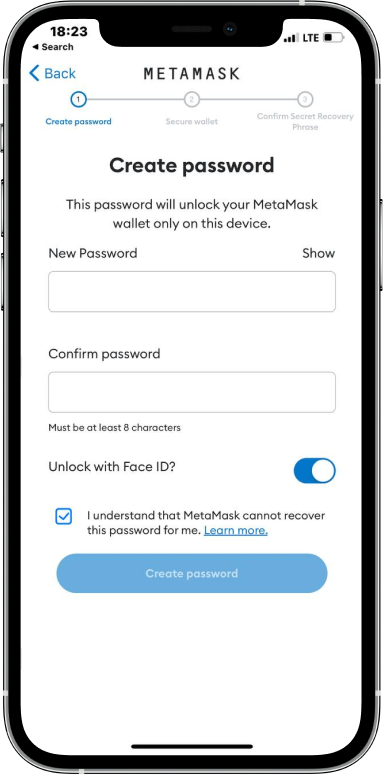 18:23
LTE
◀ Search
Back
METAMASK
1
2
3
Create password
Secure wallet
Confirm Secret Recovery
Phrase
Create password
This password will unlock your MetaMask
wallet only on this device.
New Password
Show
Confirm password
Must be at least 8 characters
Unlock with Face ID?
I understand that MetaMask cannot recover
this password for me. Learn more.
Create password